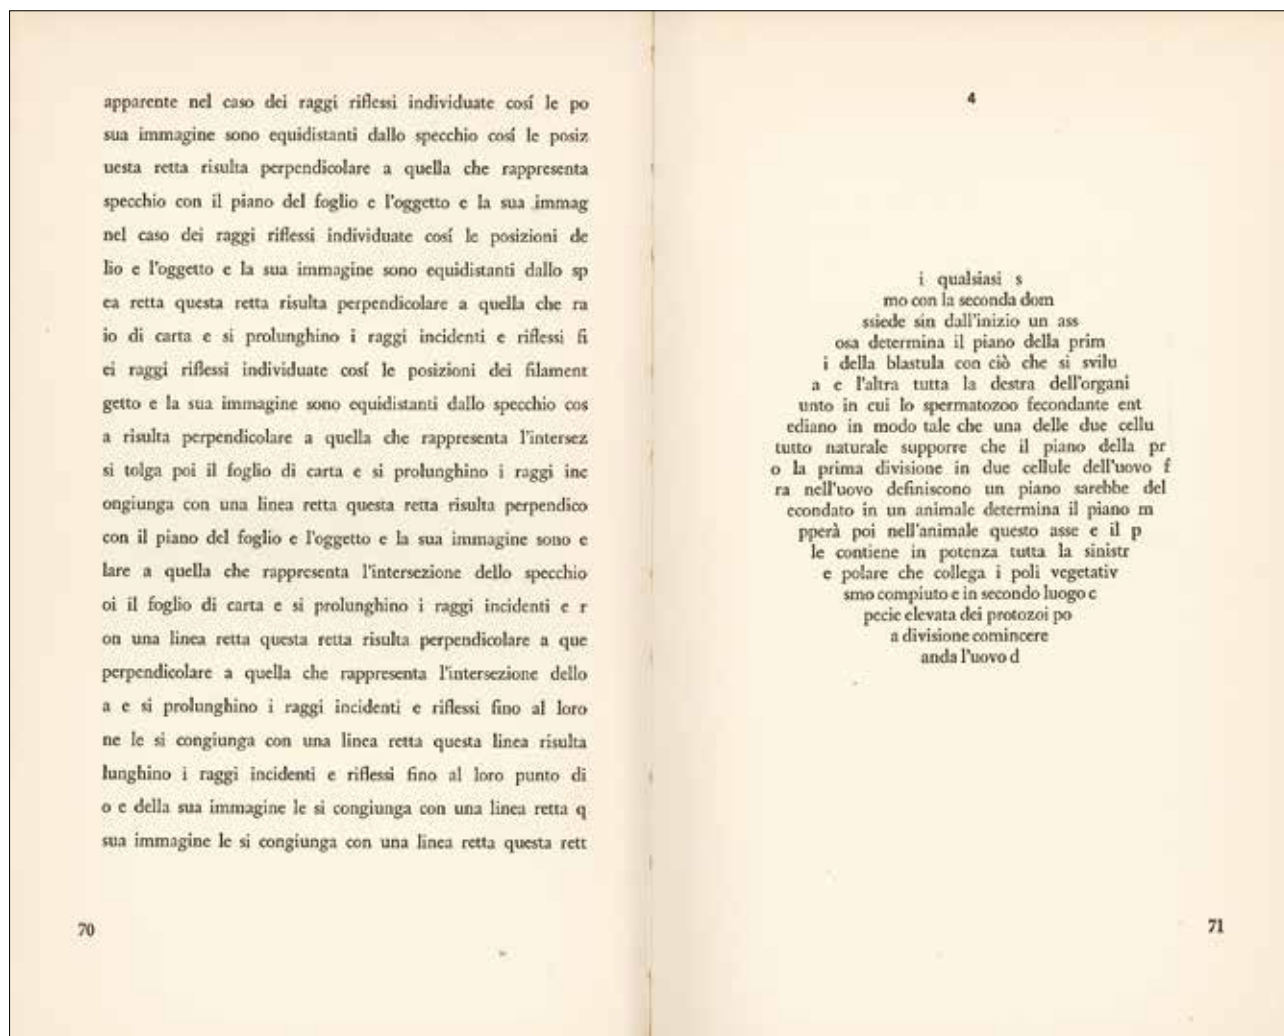 apparente nel caso dei raggi riflessi individuate cosí le po
sua immagine sono equidistanti dallo specchio cosí le posiz
uesta retta risulta perpendicolare a quella che rappresenta
specchio con il piano del foglio e l'oggetto e la sua immag
nel caso dei raggi riflessi individuate cosí le posizioni de
lio e l'oggetto e la sua immagine sono equidistanti dallo sp
ea retta questa retta risulta perpendicolare a quella che ra
io di carta e si prolunghino i raggi incidenti e riflessi fi
ei raggi riflessi individuate cosí le posizioni dei filament
getto e la sua immagine sono equidistanti dallo specchio cos
a risulta perpendicolare a quella che rappresenta l'intersez
si tolga poi il foglio di carta e si prolunghino i raggi inc
ongiunga con una linea retta questa retta risulta perpendico
con il piano del foglio e l'oggetto e la sua immagine sono e
lare a quella che rappresenta l'intersezione dello specchio
oi il foglio di carta e si prolunghino i raggi incidenti e r
on una linea retta questa retta risulta perpendicolare a que
perpendicolare a quella che rappresenta l'intersezione dello
a e si prolunghino i raggi incidenti e riflessi fino al loro
ne le si congiunga con una linea retta questa linea risulta
lunghino i raggi incidenti e riflessi fino al loro punto di
o e della sua immagine le si congiunga con una linea retta q
sua immagine le si congiunga con una linea retta questa rett
70
4
i qualsiasi s
mo con la seconda dom
ssiede sin dall'inizio un ass
osa determina il piano della prim
i della blastula con ciò che si svilu
a e l'altra tutta la destra dell'organi
unto in cui lo spermatozoo fecondante ent
ediano in modo tale che una delle due cellu
tutto naturale supporre che il piano della pr
o la prima divisione in due cellule dell'uovo f
ra nell'uovo definiscono un piano sarebbe del
econdato in un animale determina il piano m
pperà poi nell'animale questo asse e il p
le contiene in potenza tutta la sinistr
e polare che collega i poli vegetativ
smo compiuto e in secondo luogo c
pecie elevata dei protozoi po
a divisione comincere
anda l'uovo d
71